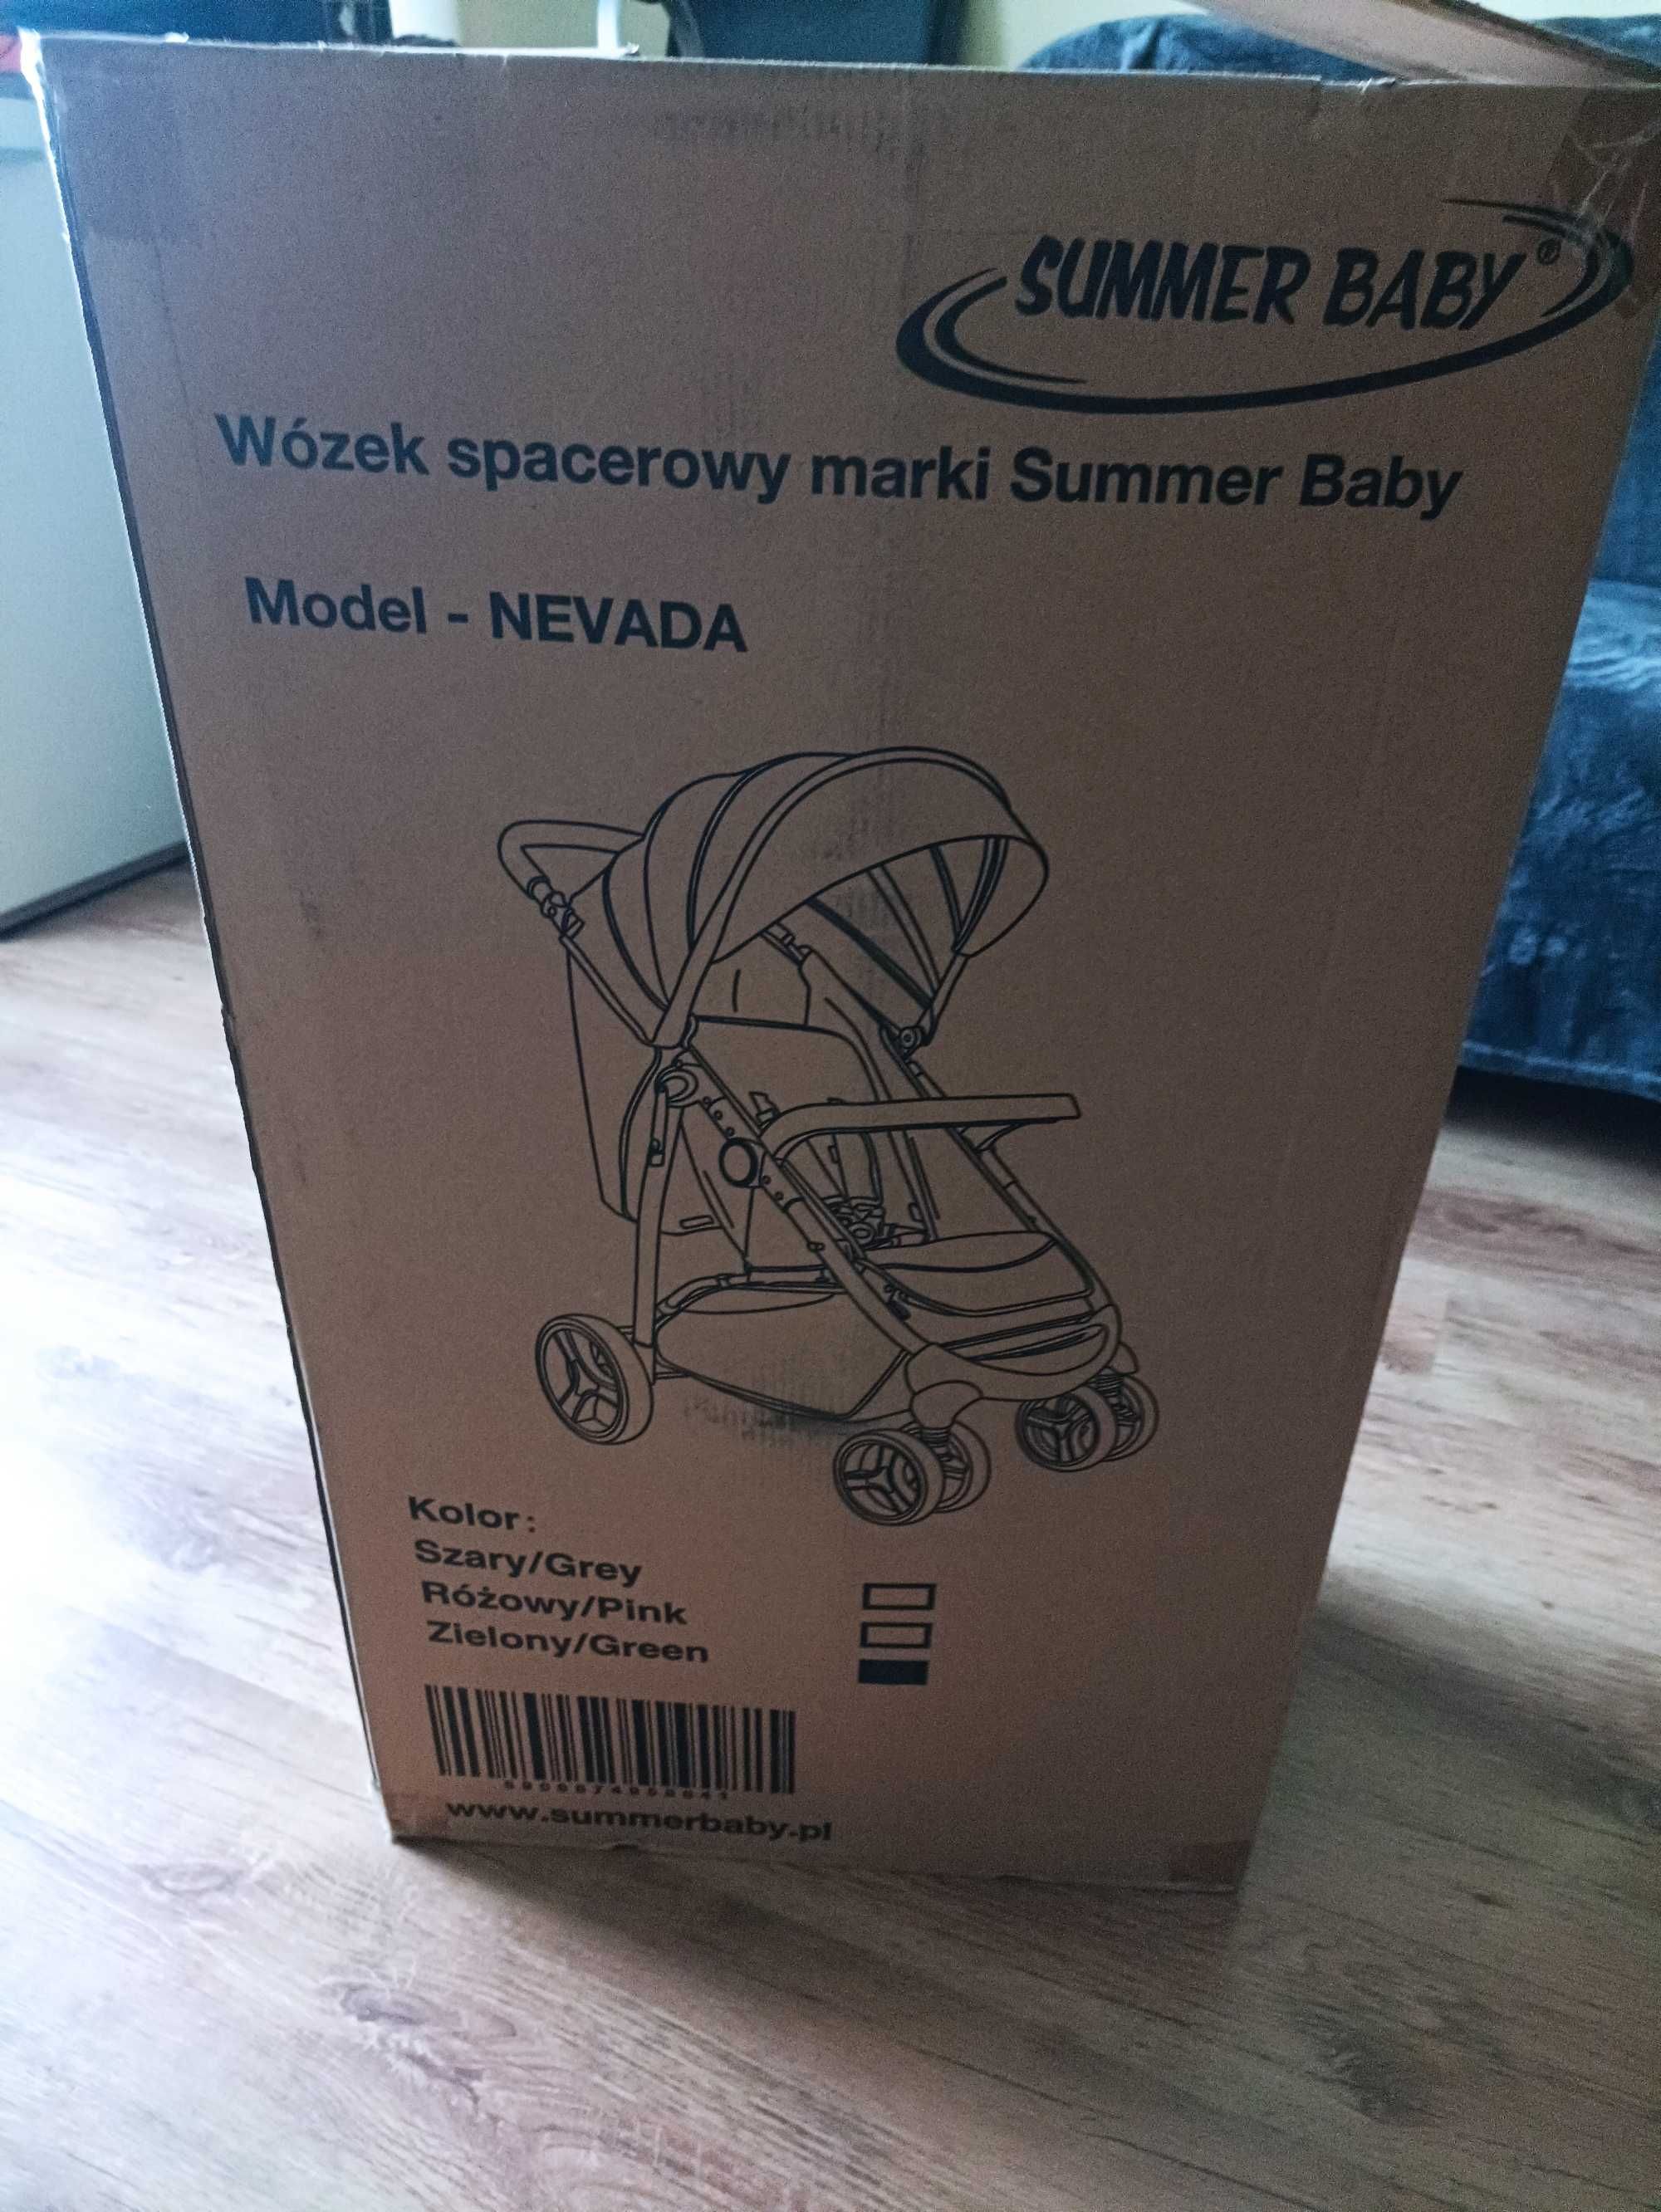 SUMMER BABY®
Wózek spacerowy marki Summer Baby
Model - NEVADA
Kolor:
Szary/Grey
Różowy/Pink
Zielony/Green
www.summerbaby.pl